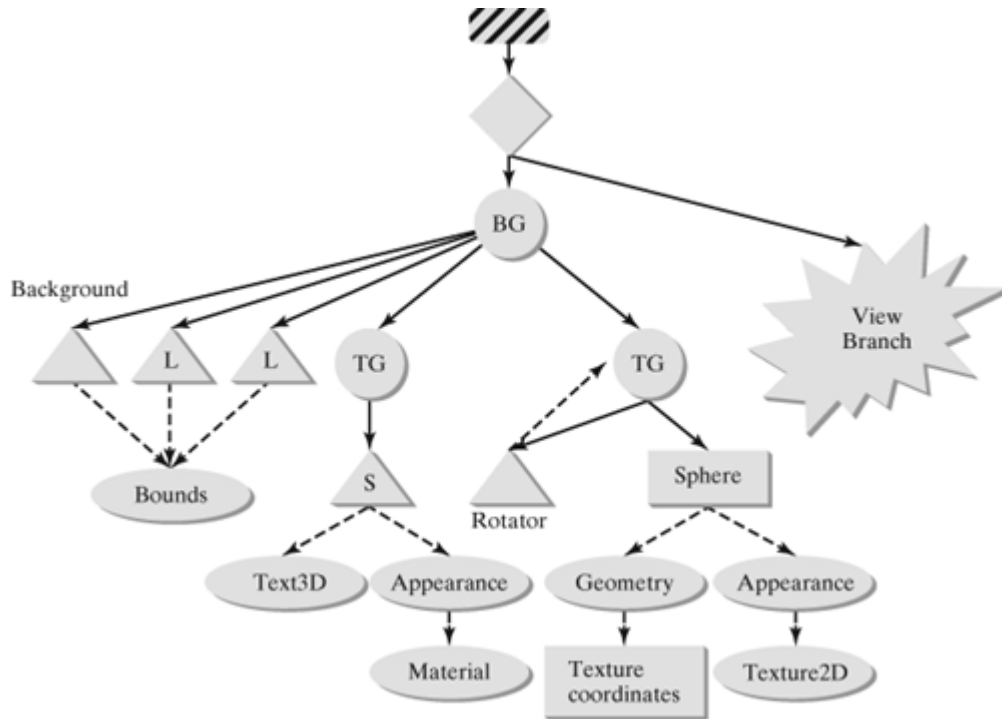 BG
Background
View
Branch
L
L
TG
TG
S
Sphere
Bounds
Rotator
Text3D
Appearance
Geometry
Appearance
Material
Texture
coordinates
Texture2D